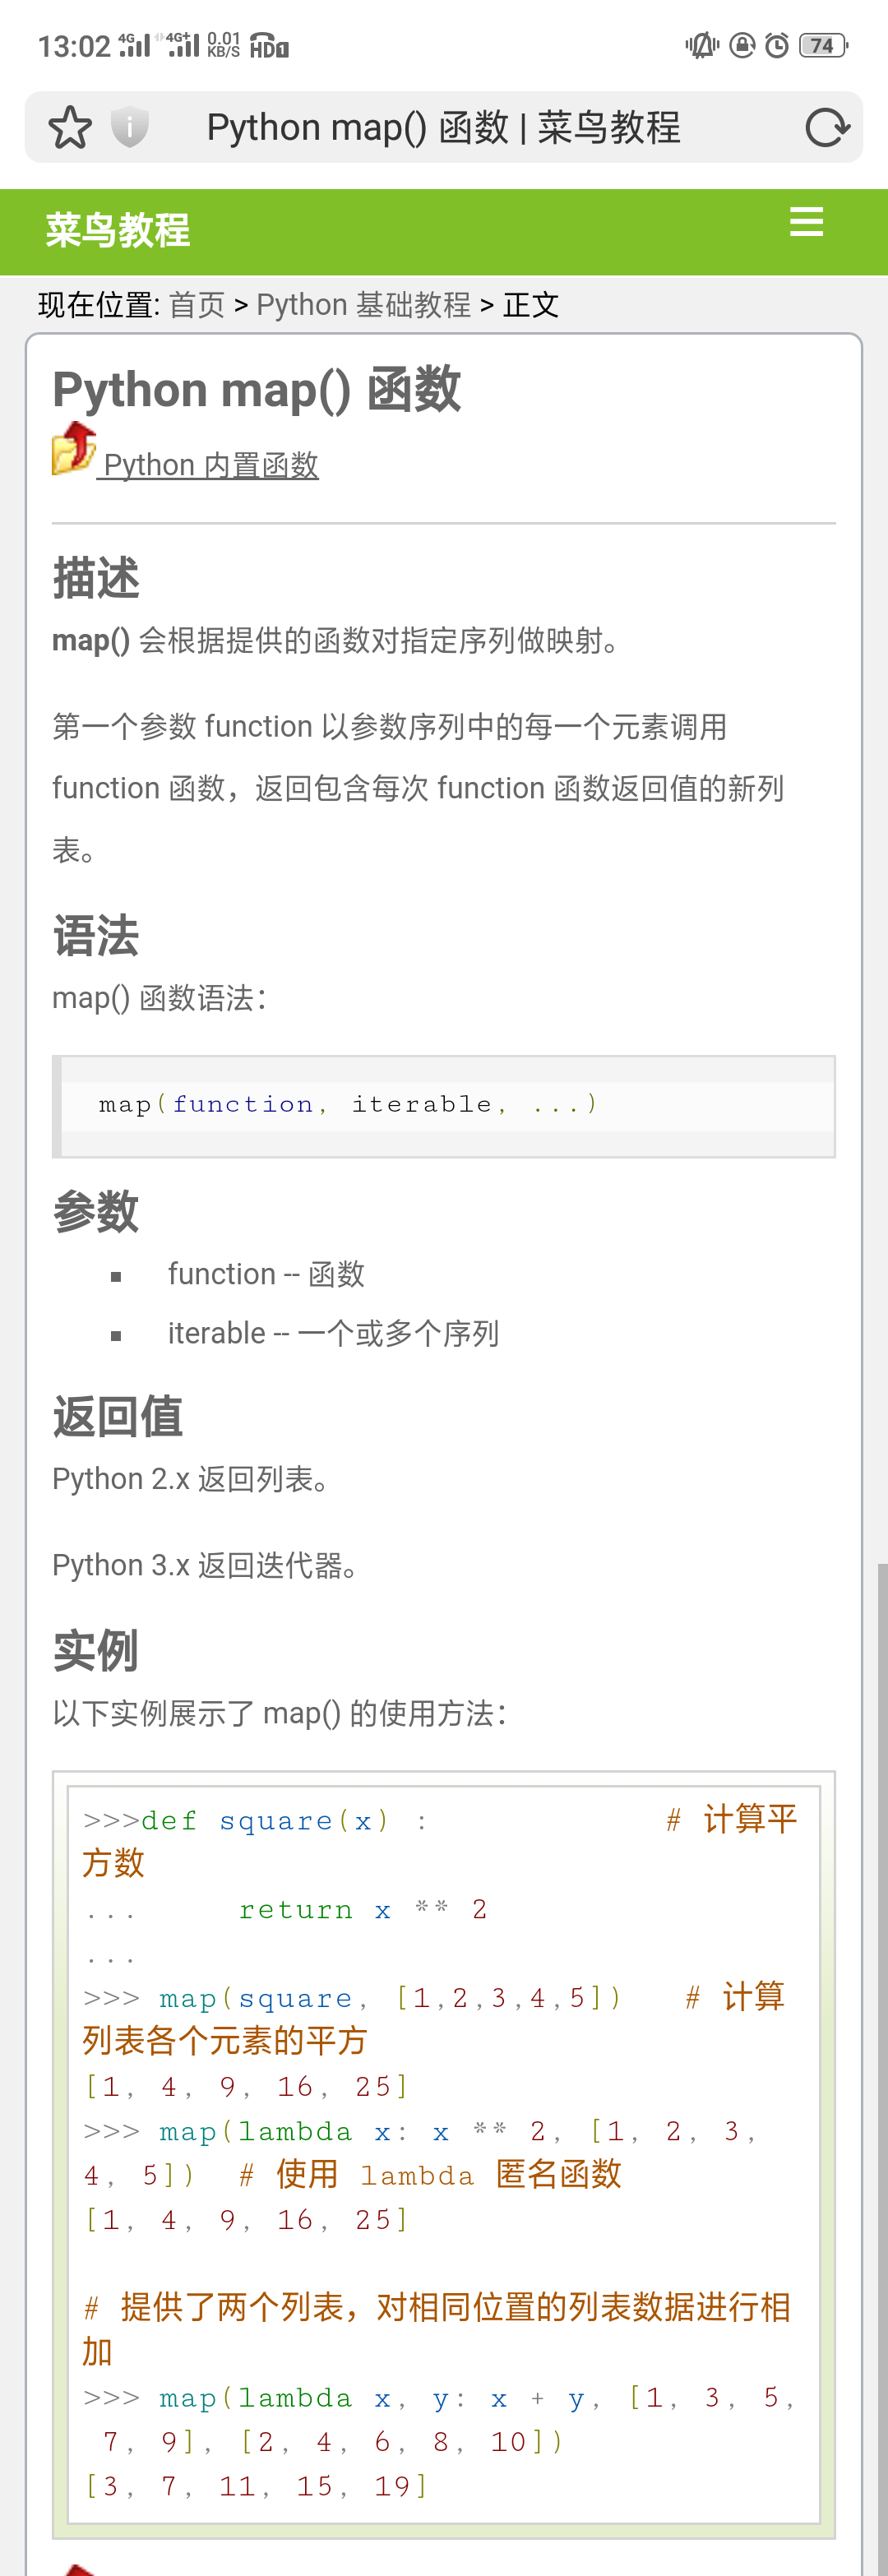 13:02 4G 4G+ 0.01 KB/S HD1 74
Python map() 函数 | 菜鸟教程
菜鸟教程
现在位置: 首页 > Python 基础教程 > 正文
Python map() 函数
Python 内置函数
描述
map() 会根据提供的函数对指定序列做映射。
第一个参数 function 以参数序列中的每一个元素调用
function 函数，返回包含每次 function 函数返回值的新列
表。
语法
map() 函数语法：
map(function, iterable, ...)
参数
function -- 函数
iterable -- 一个或多个序列
返回值
Python 2.x 返回列表。
Python 3.x 返回迭代器。
实例
以下实例展示了 map() 的使用方法：
>>>def square(x) :            # 计算平
方数
...     return x ** 2
...
>>> map(square, [1,2,3,4,5])   # 计算
列表各个元素的平方
[1, 4, 9, 16, 25]
>>> map(lambda x: x ** 2, [1, 2, 3,
4, 5])  # 使用 lambda 匿名函数
[1, 4, 9, 16, 25]
# 提供了两个列表，对相同位置的列表数据进行相
加
>>> map(lambda x, y: x + y, [1, 3, 5,
7, 9], [2, 4, 6, 8, 10])
[3, 7, 11, 15, 19]